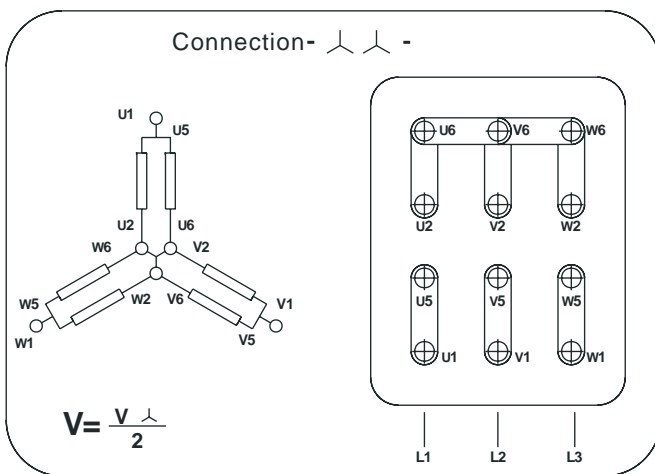 Connection- -
U1
U5
U2
U6
W6
V2
W5
W2
V6
V1
W1
V5
V= V
2
U6 V6 W6
U2 V2 W2
U5 V5 W5
U1 V1 W1
L1 L2 L3